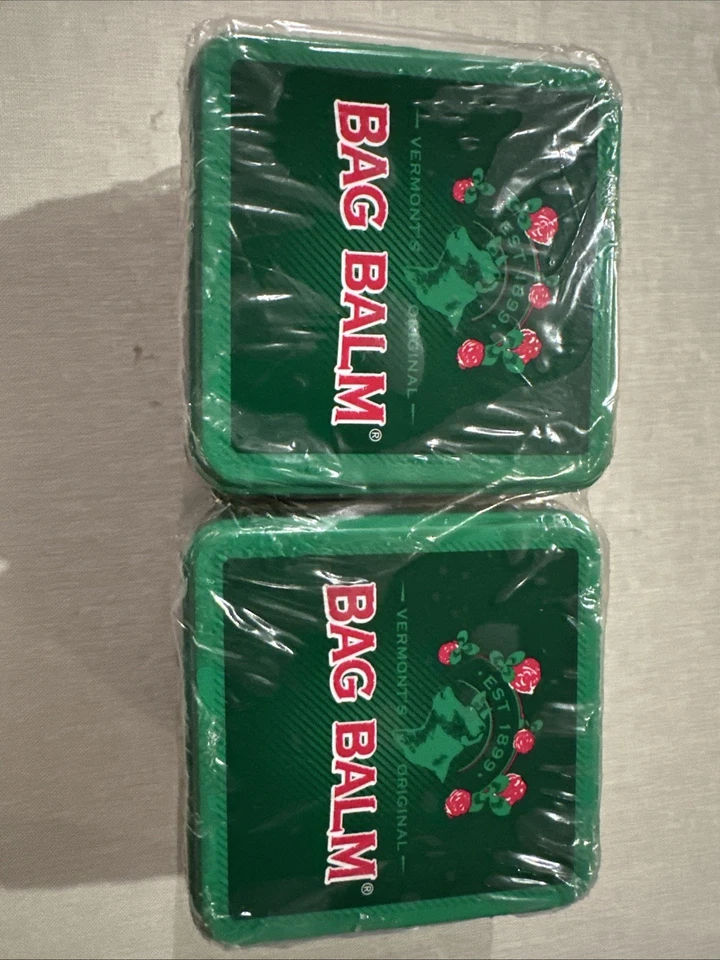 EST 1899
— VERMONT'S ORIGINAL —
BAG BALM®
·EST 1899·
— VERMONT'S ORIGINAL —
BAG BALM®